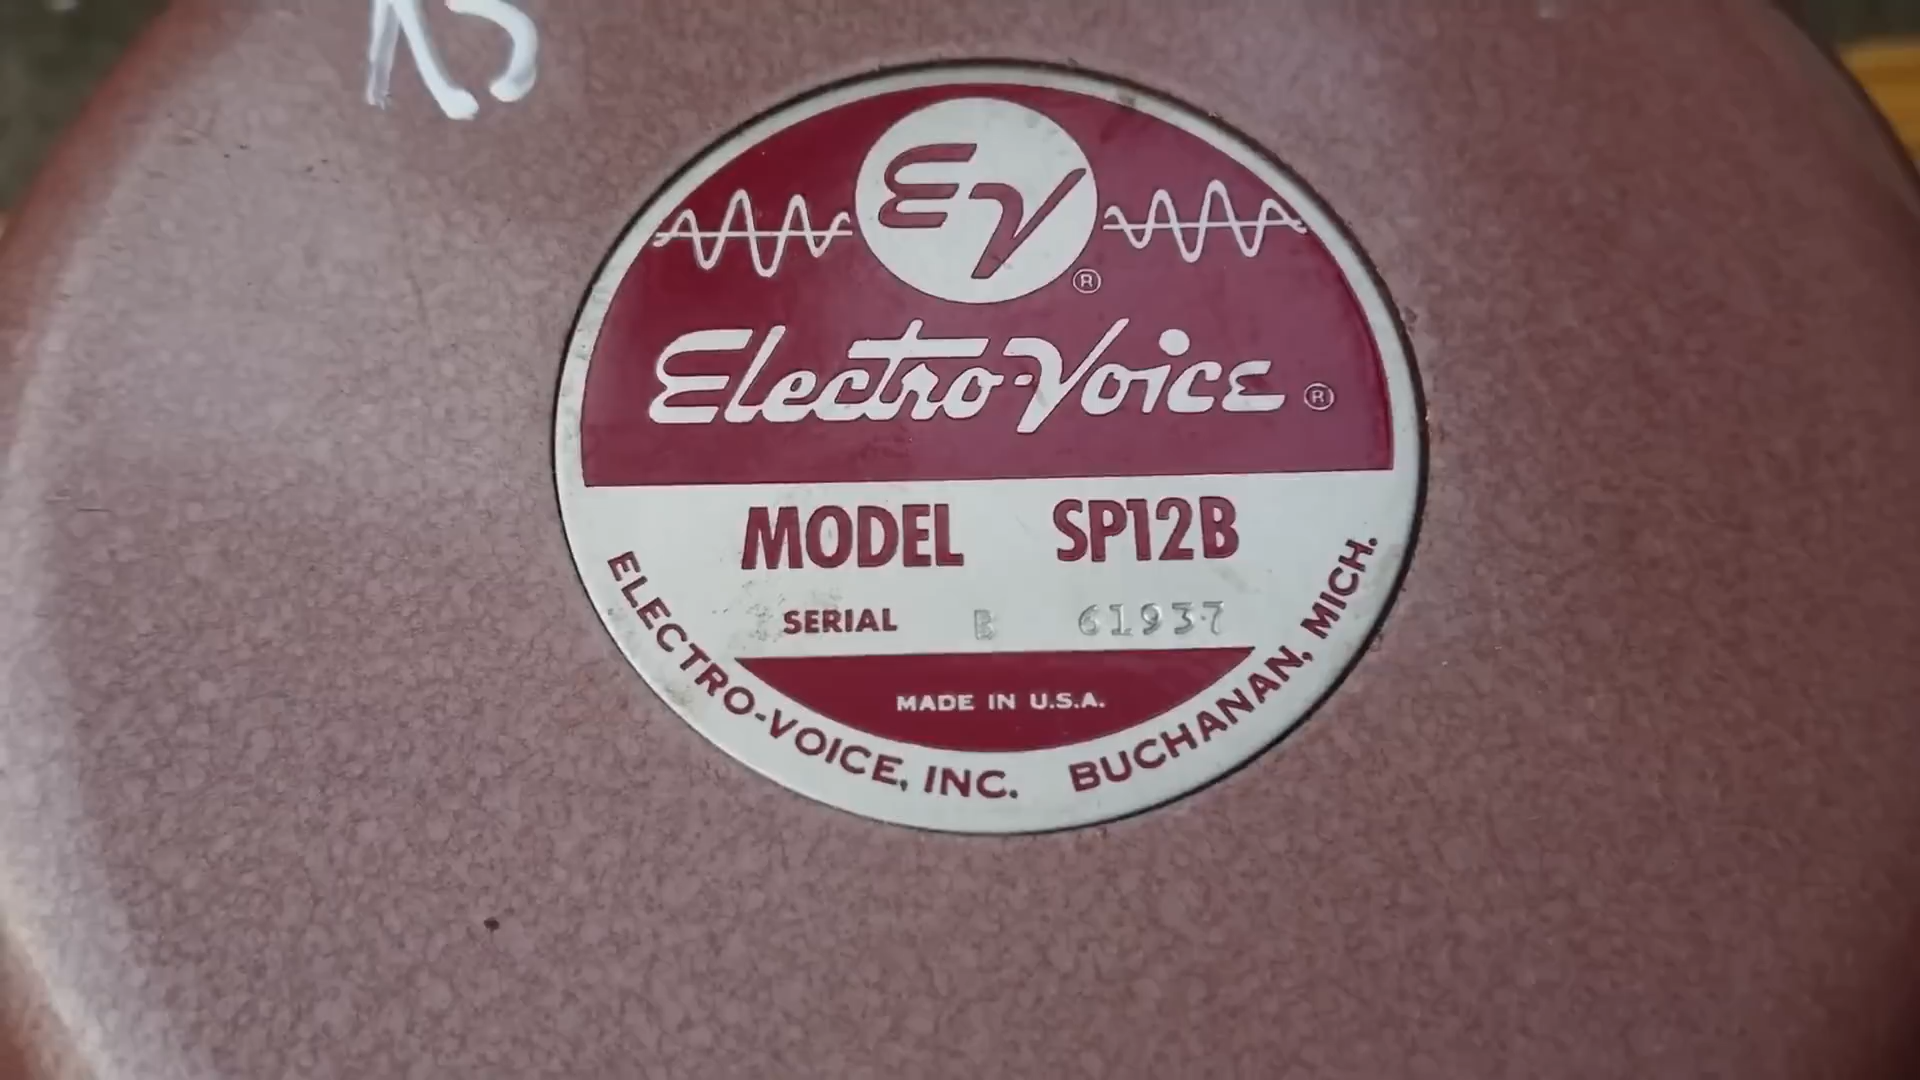 EV ®
Electro-Voice ®
MODEL SP12B
SERIAL B 61937
MADE IN U.S.A.
ELECTRO-VOICE, INC. BUCHANAN, MICH.